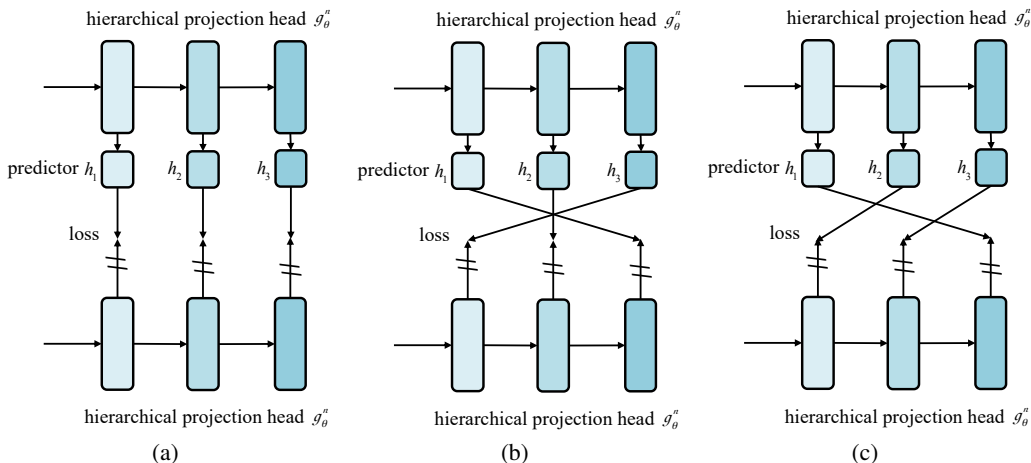 hierarchical projection head g_θ^n
hierarchical projection head g_θ^n
hierarchical projection head g_θ^n
predictor h_1 h_2 h_3
predictor h_1 h_2 h_3
predictor h_1 h_2 h_3
loss
loss
loss
hierarchical projection head g_θ^n
hierarchical projection head g_θ^n
hierarchical projection head g_θ^n
(a)
(b)
(c)